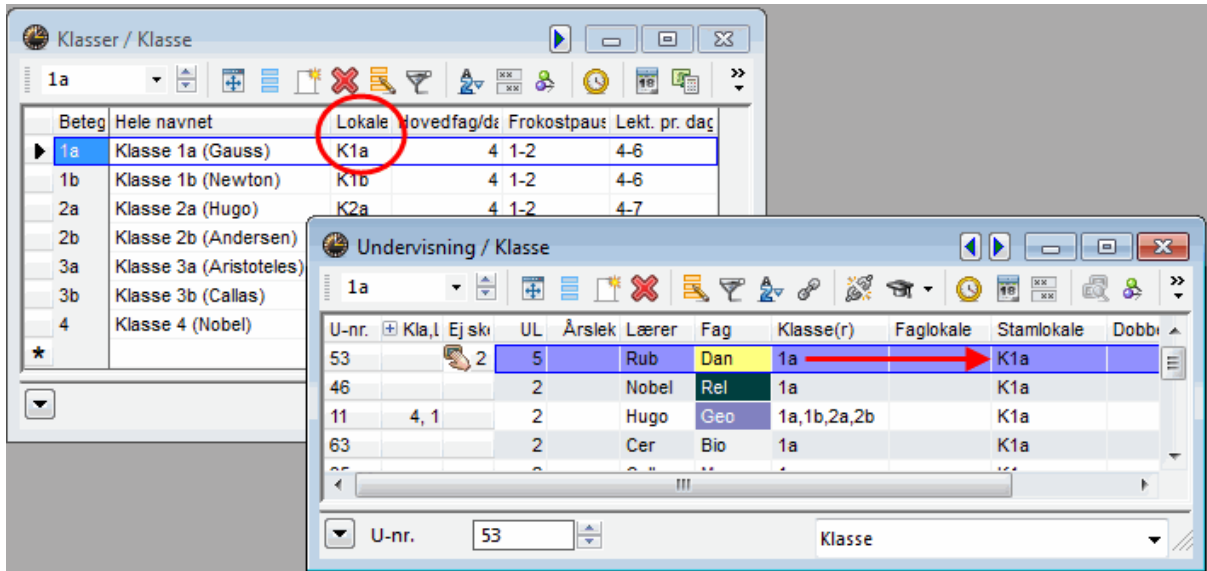 Klasser / Klasse
1a
Beteg Hele navnet Lokale Hovedfag/da Frokostpaus Lekt. pr. dag
1a Klasse 1a (Gauss) K1a 4 1-2 4-6
1b Klasse 1b (Newton) K1b 4 1-2 4-6
2a Klasse 2a (Hugo) K2a 4 1-2 4-7
2b Klasse 2b (Andersen)
3a Klasse 3a (Aristoteles)
3b Klasse 3b (Callas)
4 Klasse 4 (Nobel)
Undervisning / Klasse
1a
U-nr. Kla,L Ej sk UL Årslek Lærer Fag Klasse(r) Faglokale Stamlokale Dobb
53 2 5 Rub Dan 1a K1a
46 2 Nobel Rel 1a K1a
11 4, 1 2 Hugo Geo 1a,1b,2a,2b K1a
63 2 Cer Bio 1a K1a
U-nr. 53 Klasse